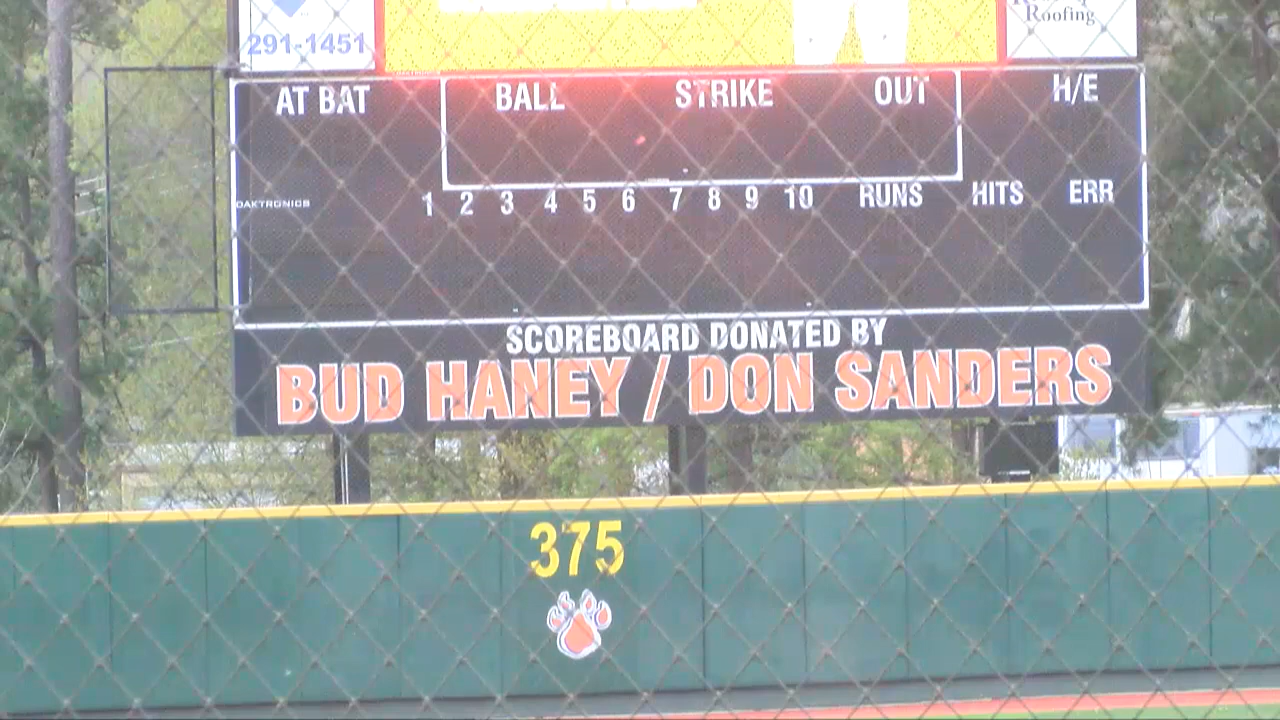 291-1451
Roofing
AT BAT BALL STRIKE OUT H/E
DAKTRONICS 1 2 3 4 5 6 7 8 9 10 RUNS HITS ERR
SCOREBOARD DONATED BY
BUD HANEY / DON SANDERS
375